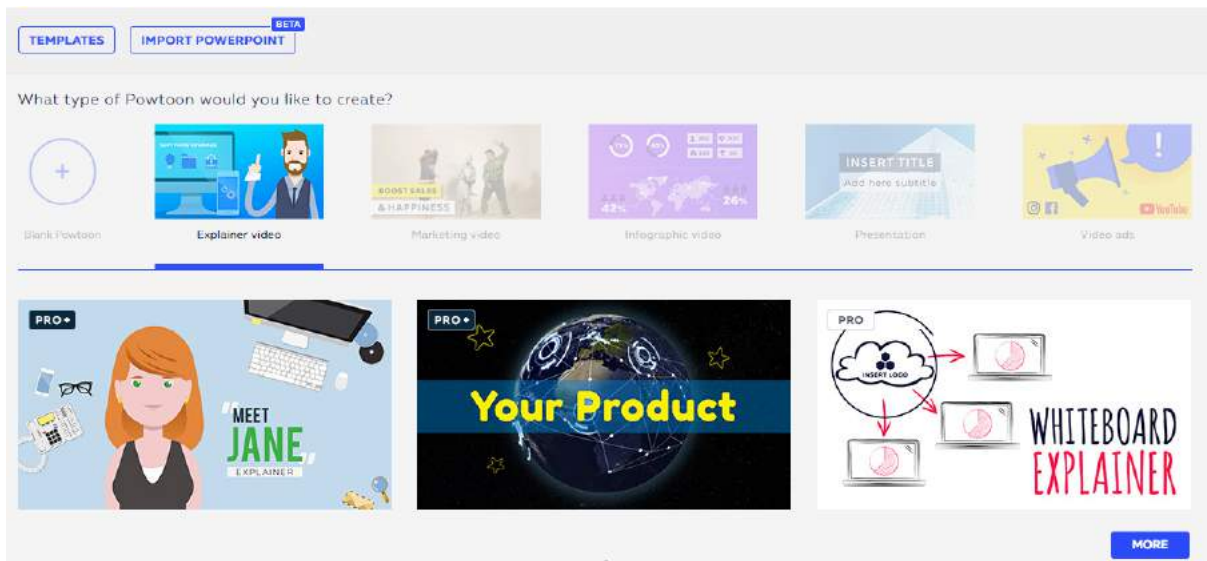 BETA
TEMPLATES
IMPORT POWERPOINT
What type of Powtoon would you like to create?
BOOST SALES
& HAPPINESS
42%
26%
INSERT TITLE
Add here subtitle
YouTube
Blank Powtoon
Explainer video
Marketing video
Infographic video
Presentation
Video ads
PRO+
MEET
"JANE"
EXPLAINER
PRO+
Your Product
PRO
INSERT LOGO
WHITEBOARD
EXPLAINER
MORE